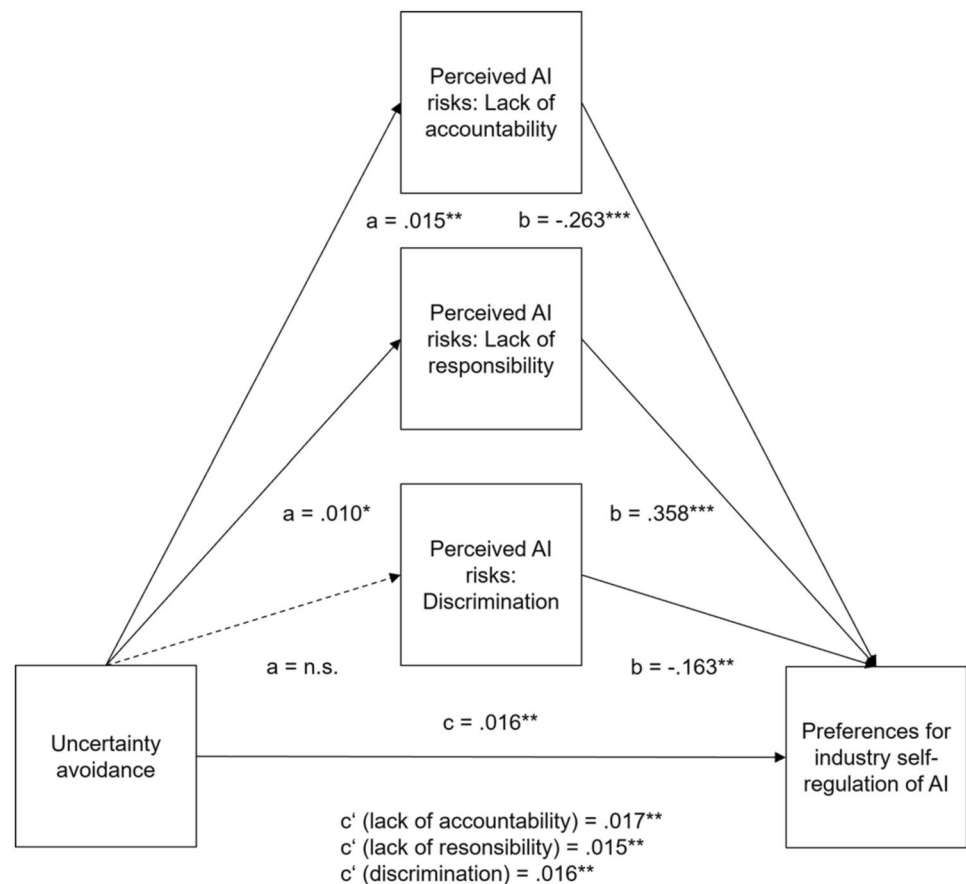 Perceived AI
risks: Lack of
accountability
a = .015**
b = -.263***
Perceived AI
risks: Lack of
responsibility
a = .010*
b = .358***
Perceived AI
risks:
Discrimination
a = n.s.
b = -.163**
c = .016**
Uncertainty
avoidance
Preferences for
industry self-
regulation of AI
c‘ (lack of accountability) = .017**
c‘ (lack of resonsibility) = .015**
c‘ (discrimination) = .016**